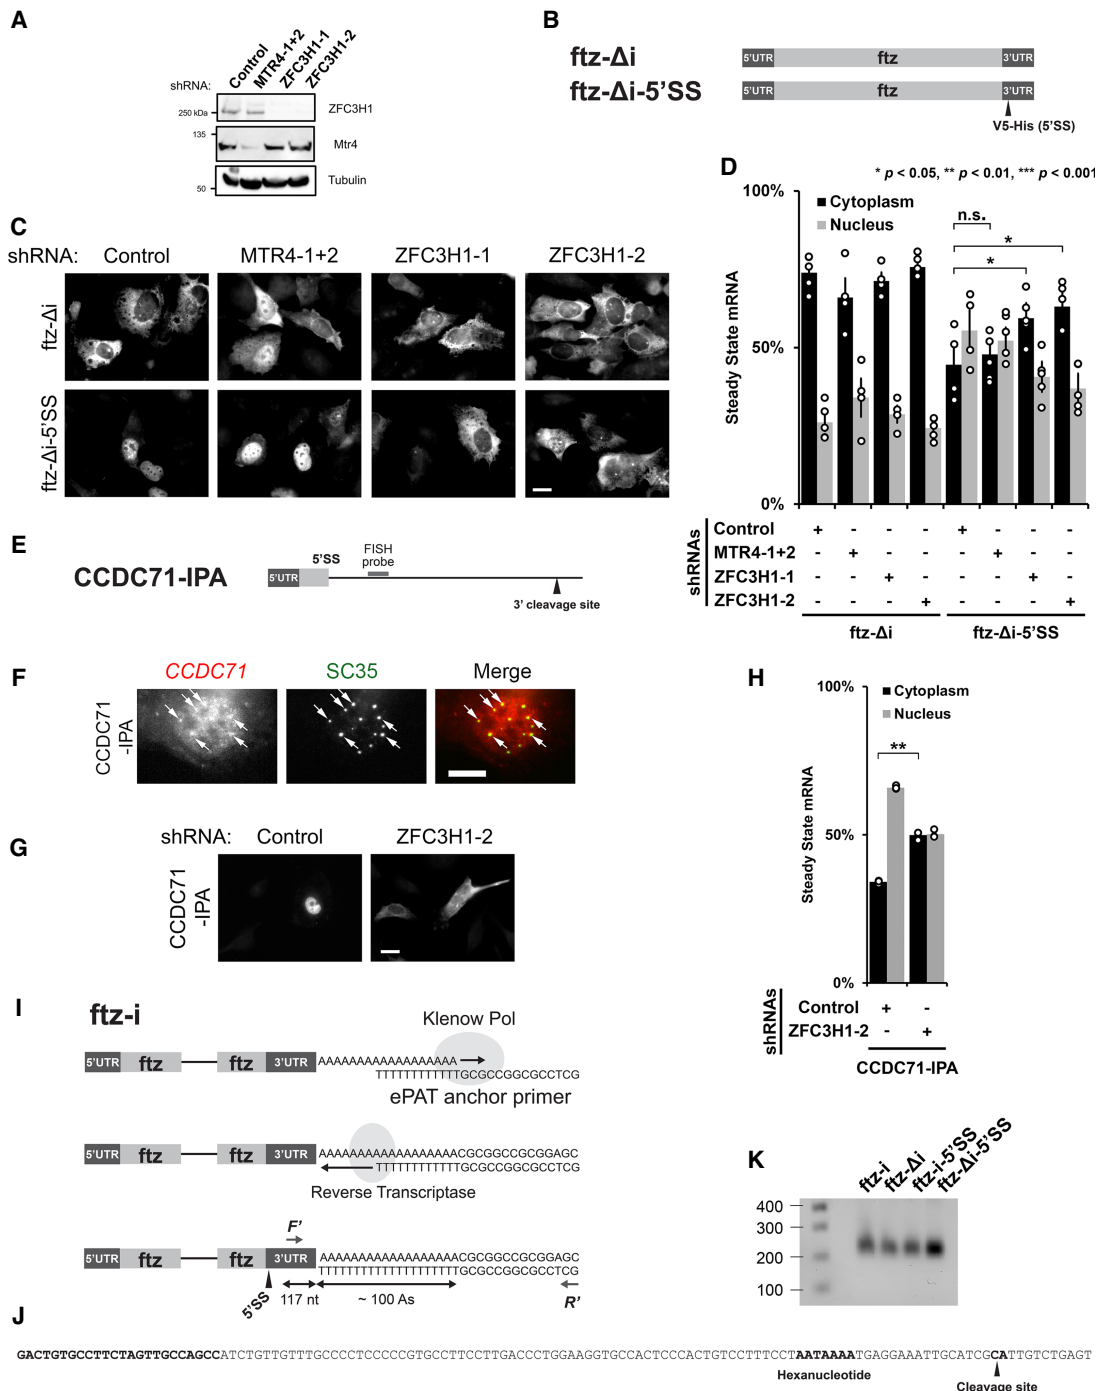 A
shRNA:
Control
MTR4-1+2
ZFC3H1-1
ZFC3H1-2
250 kDa
ZFC3H1
135
Mtr4
50
Tubulin
B
ftz-Δi
5'UTR ftz 3'UTR
ftz-Δi-5'SS
5'UTR ftz 3'UTR
V5-His (5'SS)
C
shRNA: Control MTR4-1+2 ZFC3H1-1 ZFC3H1-2
ftz-Δi
ftz-Δi-5'SS
D
* p < 0.05, ** p < 0.01, *** p < 0.001
100%
50%
0%
Steady State mRNA
Cytoplasm
Nucleus
n.s.
*
*
shRNAs
Control + - - - + - - -
MTR4-1+2 - + - - - + - -
ZFC3H1-1 - - + - - - + -
ZFC3H1-2 - - - + - - - +
ftz-Δi ftz-Δi-5'SS
E
CCDC71-IPA
5'UTR
5'SS
FISH probe
3' cleavage site
F
CCDC71 SC35 Merge
CCDC71
-IPA
G
shRNA: Control ZFC3H1-2
CCDC71
-IPA
H
100%
50%
0%
Steady State mRNA
Cytoplasm
Nucleus
**
shRNAs
Control + -
ZFC3H1-2 - +
CCDC71-IPA
I
ftz-i
Klenow Pol
5'UTR ftz ftz 3'UTR AAAAAAAAAAAAAAAAAA
TTTTTTTTTTTTGCGCCGGCGCCTCG
ePAT anchor primer
5'UTR ftz ftz 3'UTR AAAAAAAAAAAAAAAAAACGCGGCCGCGGAGC
TTTTTTTTTTTTGCGCCGGCGCCTCG
Reverse Transcriptase
F'
5'UTR ftz ftz 3'UTR AAAAAAAAAAAAAAAAAACGCGGCCGCGGAGC
TTTTTTTTTTTTTTTTTTGCGCCGGCGCCTCG
5'SS
117 nt
~ 100 As
R'
K
ftz-i
ftz-Δi
ftz-i-5'SS
ftz-Δi-5'SS
400
300
200
100
J
GACTGTGCCTTCTAGTTGCCAGCCATCTGTTGTTTGCCCCTCCCCCGTGCCTTCCTTGACCCTGGAAGGTGCCACTCCCACTGTCCTTTCCTAATAAAATGAGGAAATTGCATCGCATTGTCTGAGT
Hexanucleotide
Cleavage site